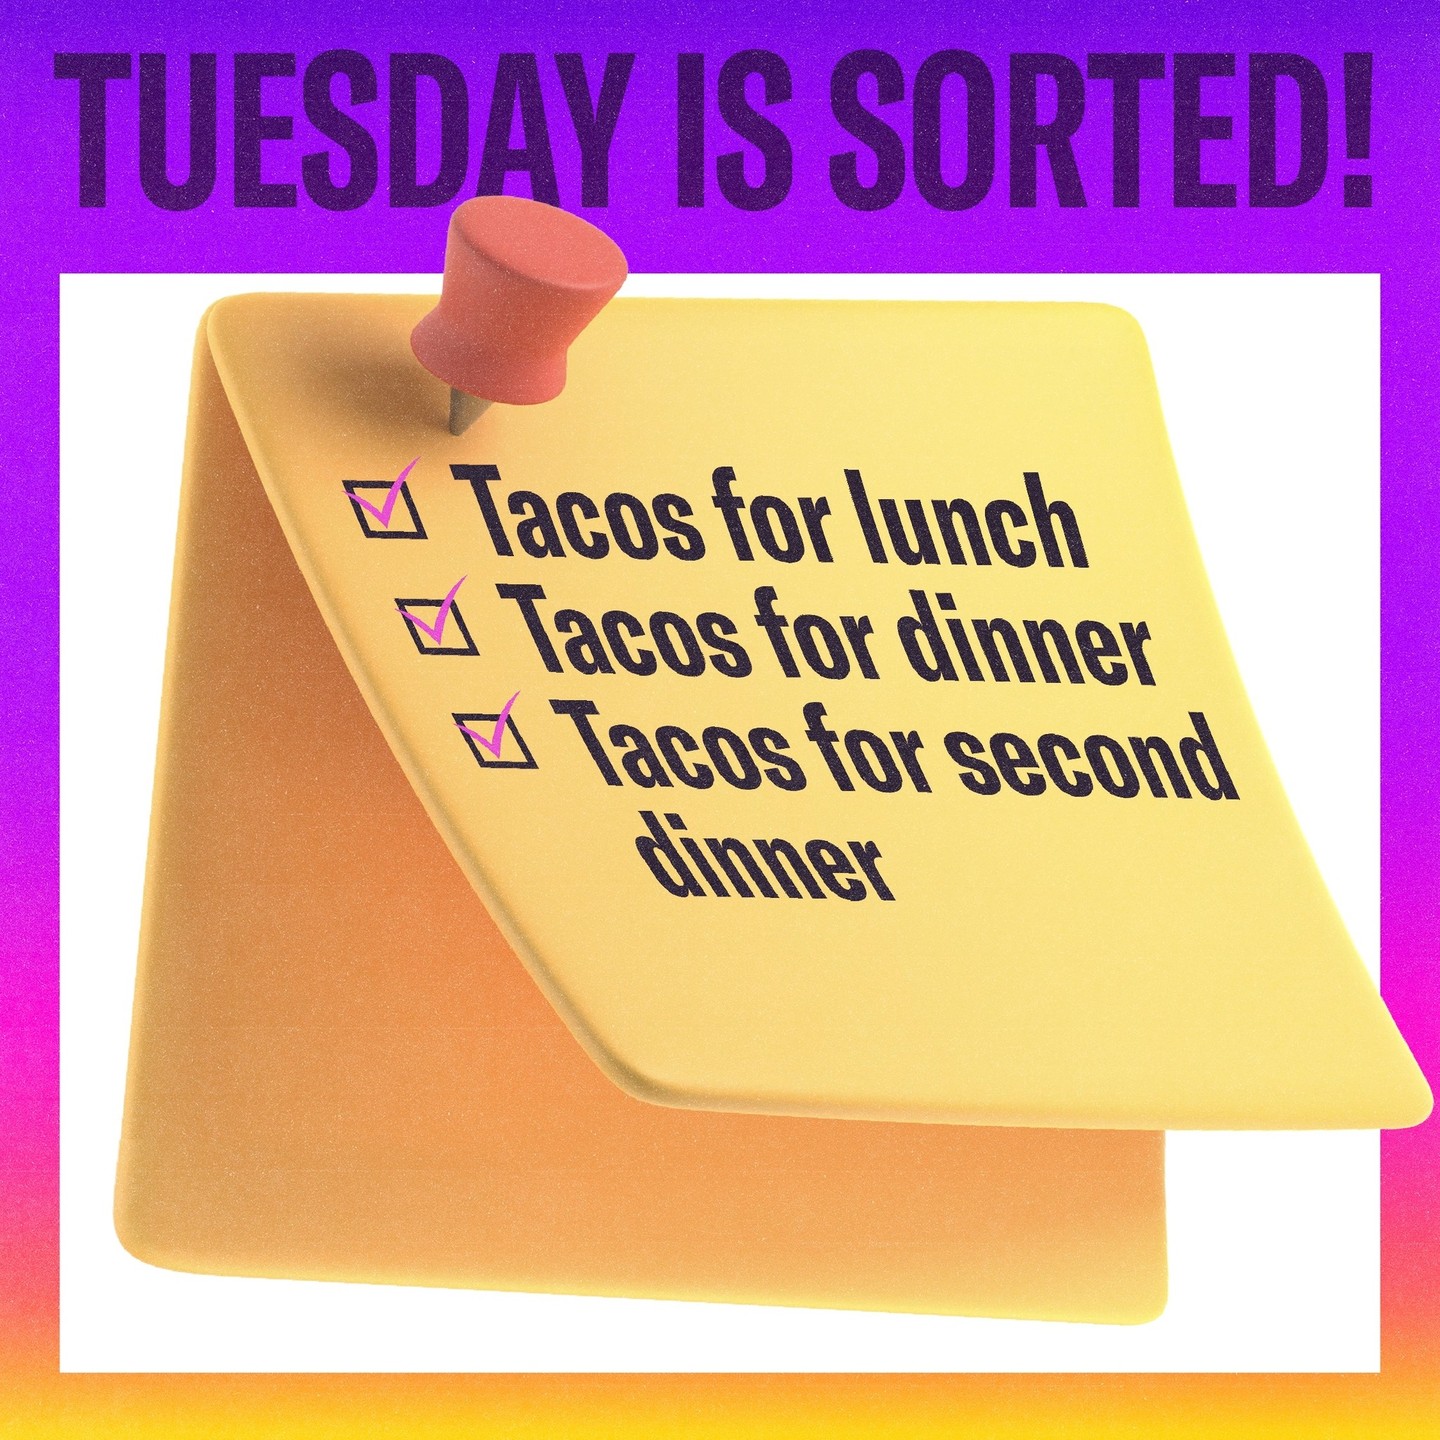 TUESDAY IS SORTED!
Tacos for lunch
Tacos for dinner
Tacos for second
dinner